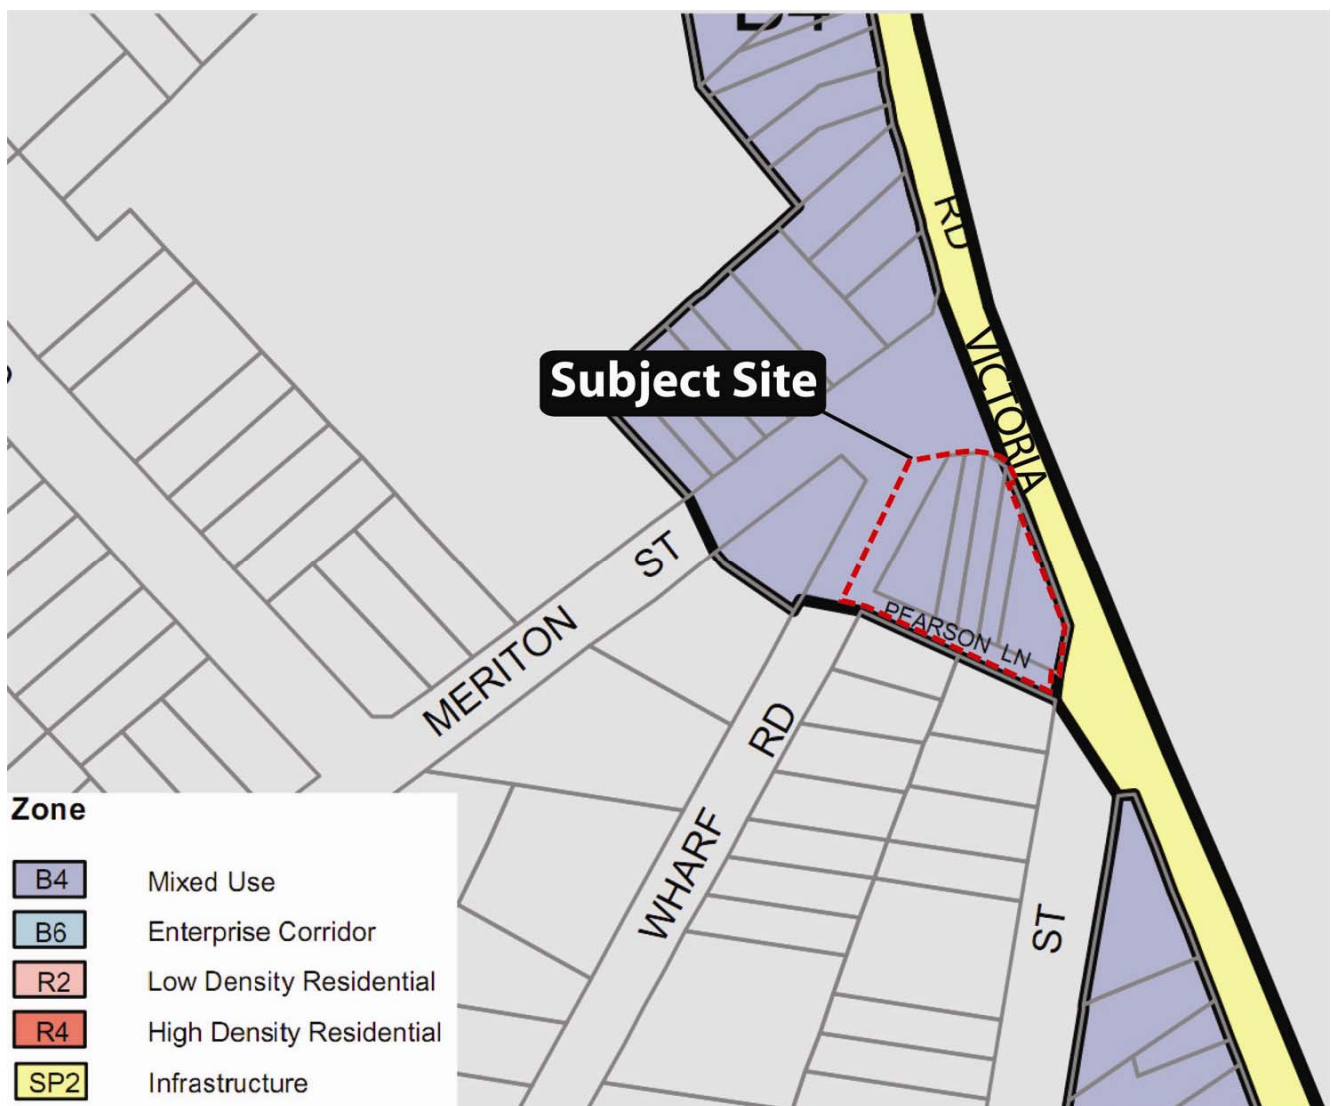 B4
RD
VICTORIA
Subject Site
ST
MERITON
PEARSON LN
RD
WHARF
ST
Zone
B4 Mixed Use
B6 Enterprise Corridor
R2 Low Density Residential
R4 High Density Residential
SP2 Infrastructure